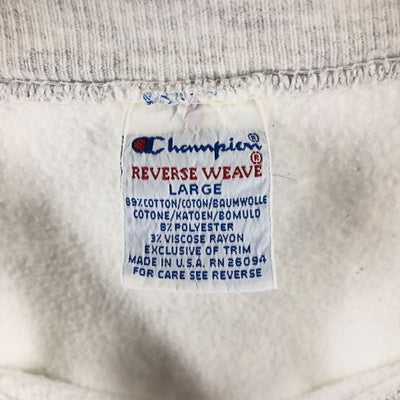 Champion®
REVERSE WEAVE®
LARGE
89% COTTON/COTON/BAUMWOLLE
COTONE/KATOEN/BOMULD
8% POLYESTER
3% VISCOSE RAYON
EXCLUSIVE OF TRIM
MADE IN U.S.A. RN 26094
FOR CARE SEE REVERSE